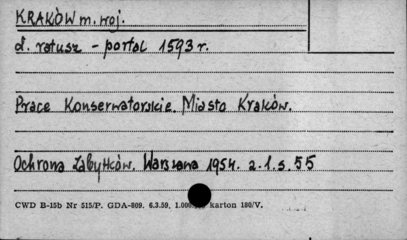 KRAKÓW m. woj.
d. ratusz - portal 1593 r.
Prace Konserwatorskie. Miasto Kraków.
Ochrona Zabytków. Warszawa 1954. z. 1. s. 55
CWD B-15b Nr 515/P. GDA-809. 6.3.59. 1.000 karton 180/V.